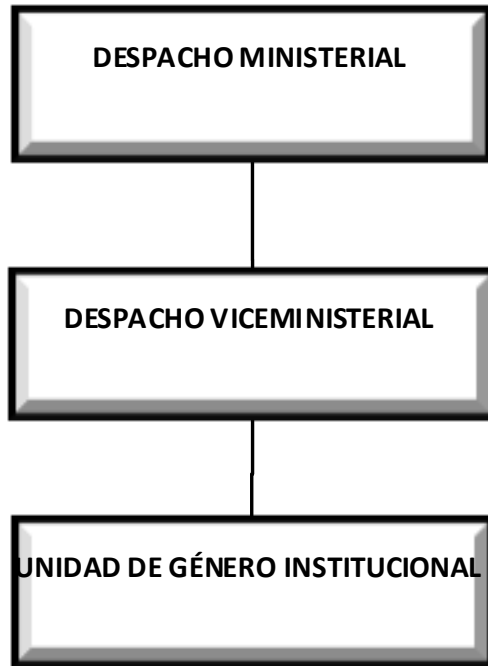 DESPACHO MINISTERIAL
DESPACHO VICEMINISTERIAL
UNIDAD DE GÉNERO INSTITUCIONAL